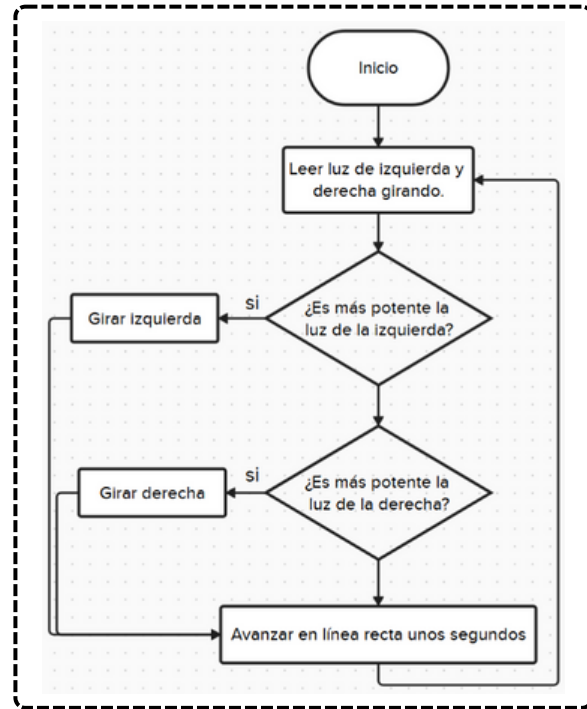 Inicio
Leer luz de izquierda y
derecha girando.
¿Es más potente la
luz de la izquierda?
si
Girar izquierda
¿Es más potente la
luz de la derecha?
si
Girar derecha
Avanzar en línea recta unos segundos